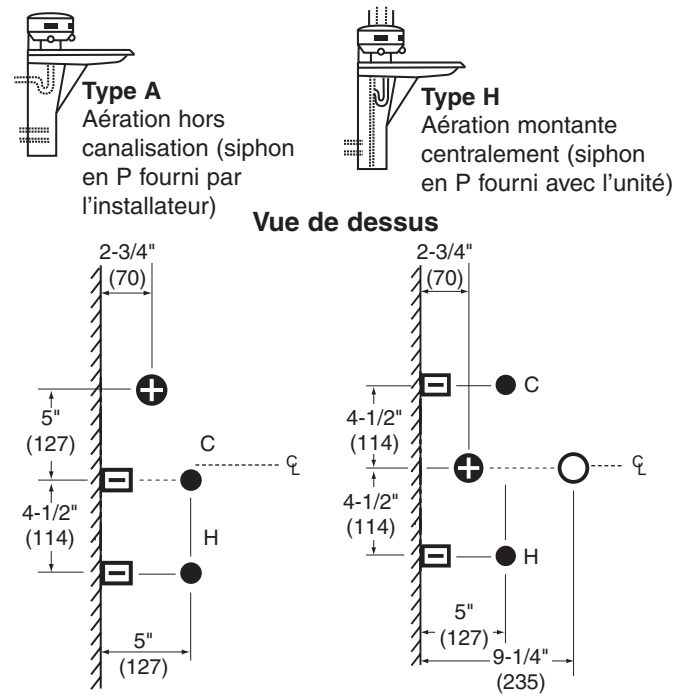 Type A
Aération hors
canalisation (siphon
en P fourni par
l'installateur)
Type H
Aération montante
centralement (siphon
en P fourni avec l'unité)
Vue de dessus
2-3/4"
(70)
5"
(127)
C
℄
4-1/2"
(114)
H
5"
(127)
2-3/4"
(70)
C
4-1/2"
(114)
℄
4-1/2"
(114)
H
5"
(127)
9-1/4"
(235)